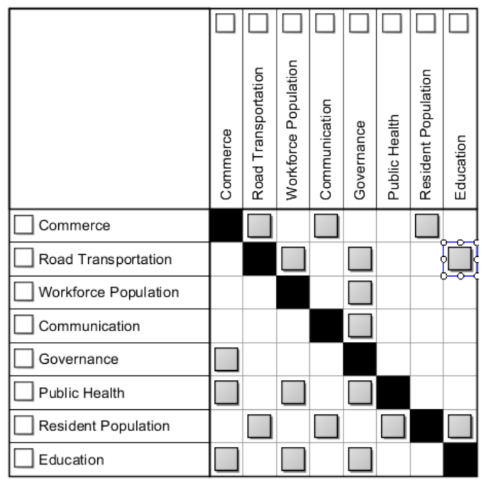 Commerce
Road Transportation
Workforce Population
Communication
Governance
Public Health
Resident Population
Education
Commerce
Road Transportation
Workforce Population
Communication
Governance
Public Health
Resident Population
Education